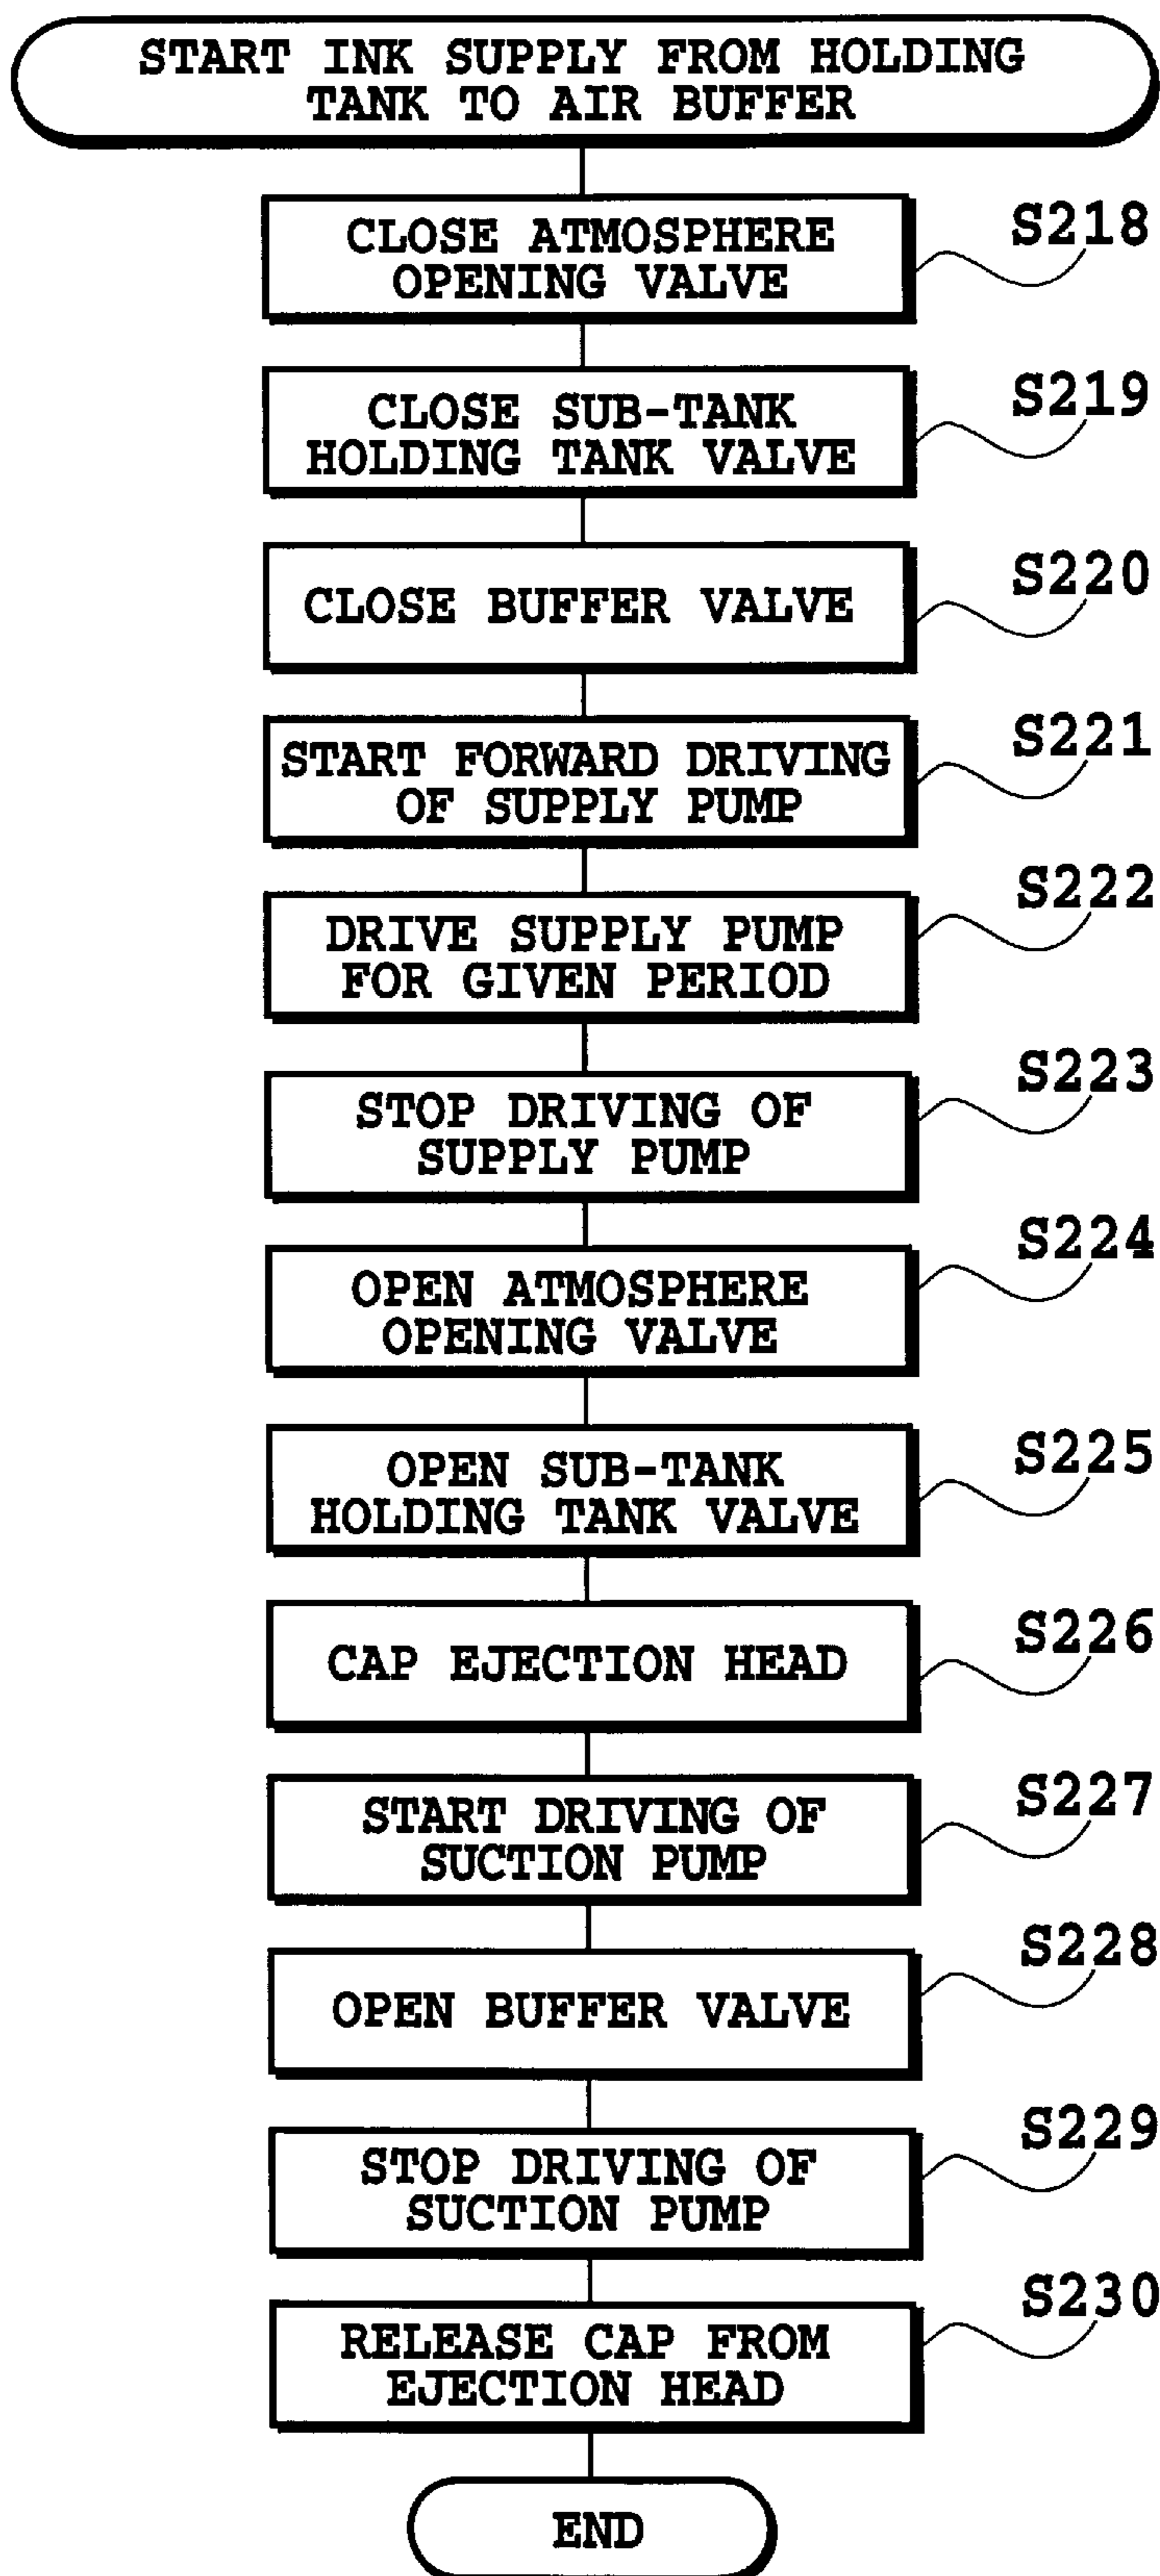 START INK SUPPLY FROM HOLDING
TANK TO AIR BUFFER
CLOSE ATMOSPHERE
OPENING VALVE
S218
CLOSE SUB-TANK
HOLDING TANK VALVE
S219
CLOSE BUFFER VALVE
S220
START FORWARD DRIVING
OF SUPPLY PUMP
S221
DRIVE SUPPLY PUMP
FOR GIVEN PERIOD
S222
STOP DRIVING OF
SUPPLY PUMP
S223
OPEN ATMOSPHERE
OPENING VALVE
S224
OPEN SUB-TANK
HOLDING TANK VALVE
S225
CAP EJECTION HEAD
S226
START DRIVING OF
SUCTION PUMP
S227
OPEN BUFFER VALVE
S228
STOP DRIVING OF
SUCTION PUMP
S229
RELEASE CAP FROM
EJECTION HEAD
S230
END